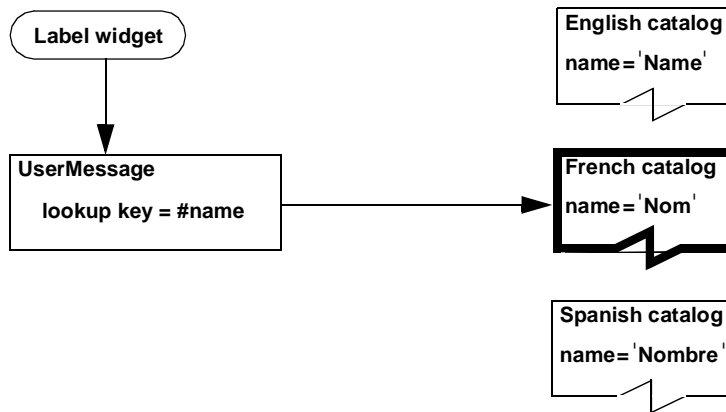 Label widget
UserMessage
lookup key = #name
English catalog
name='Name'
French catalog
name='Nom'
Spanish catalog
name='Nombre'